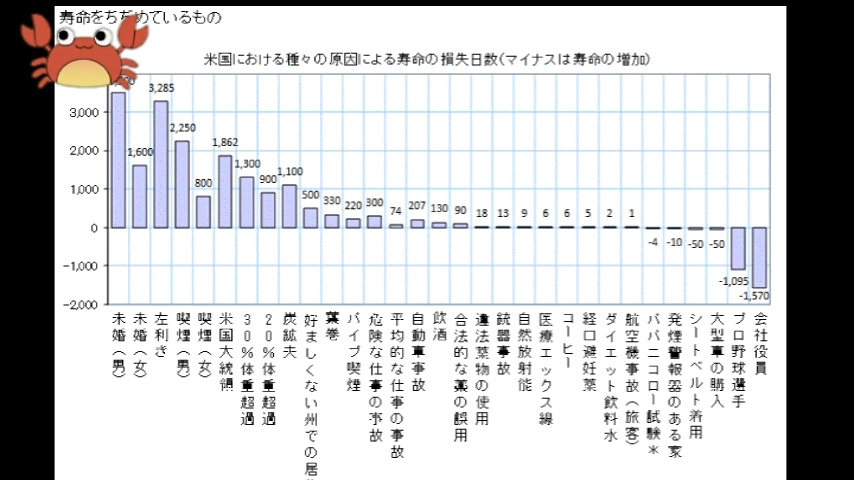 寿命をちぢめているもの
米国における種々の原因による寿命の損失日数(マイナスは寿命の増加)
3,000
2,000
1,000
0
-1,000
-2,000
1,600
3,285
2,250
800
1,862
1,300
900
1,100
500
330
220
300
74
207
130
90
18
13
9
6
6
5
2
1
-4
-10
-50
-50
-1,095
-1,570
未婚(男)
未婚(女)
左利き
喫煙(男)
喫煙(女)
米国大統領
30%体重超過
20%体重超過
炭鉱夫
好ましくない州での居
葉巻
パイプ喫煙
危険な仕事の事故
平均的な仕事の事故
自動車事故
飲酒
合法的な薬の誤用
違法薬物の使用
銃器事故
自然放射能
医療エックス線
コーヒー
経口避妊薬
ダイエット飲料水
航空機事故(旅客)
パパニコロー試験*
発煙警報器のある家
シートベルト着用
大型車の購入
プロ野球選手
会社役員